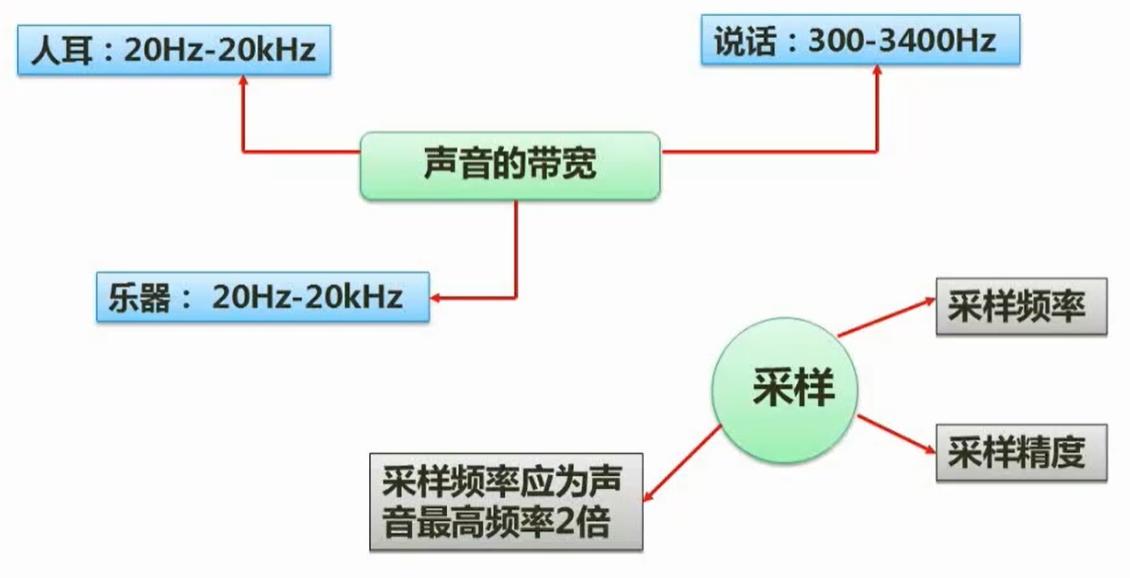 人耳：20Hz-20kHz
说话：300-3400Hz
声音的带宽
乐器： 20Hz-20kHz
采样频率
采样
采样精度
采样频率应为声
音最高频率2倍